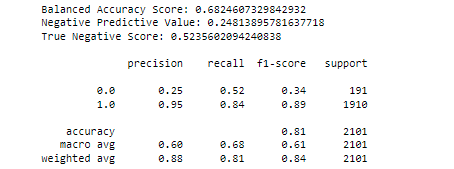 Balanced Accuracy Score: 0.6824607329842932
Negative Predictive Value: 0.24813895781637718
True Negative Score: 0.5235602094240838
precision recall f1-score support
0.0 0.25 0.52 0.34 191
1.0 0.95 0.84 0.89 1910
accuracy 0.81 2101
macro avg 0.60 0.68 0.61 2101
weighted avg 0.88 0.81 0.84 2101